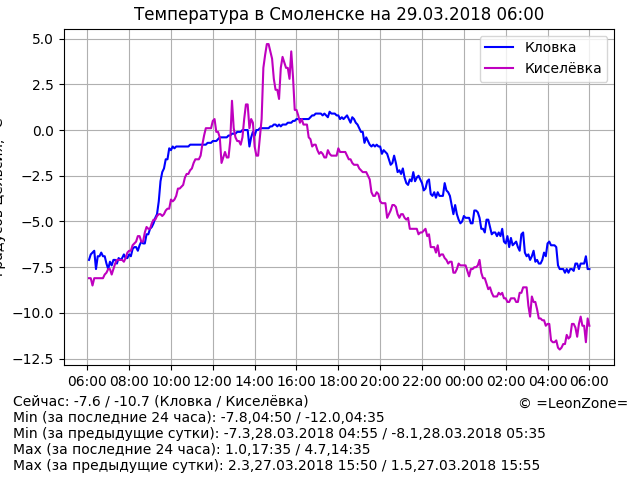 Температура в Смоленске на 29.03.2018 06:00
Кловка
Киселёвка
5.0
2.5
0.0
−2.5
−5.0
−7.5
−10.0
−12.5
06:00 08:00 10:00 12:00 14:00 16:00 18:00 20:00 22:00 00:00 02:00 04:00 06:00
Сейчас: -7.6 / -10.7 (Кловка / Киселёвка)
© =LeonZone=
Min (за последние 24 часа): -7.8,04:50 / -12.0,04:35
Min (за предыдущие сутки): -7.3,28.03.2018 04:55 / -8.1,28.03.2018 05:35
Max (за последние 24 часа): 1.0,17:35 / 4.7,14:35
Max (за предыдущие сутки): 2.3,27.03.2018 15:50 / 1.5,27.03.2018 15:55